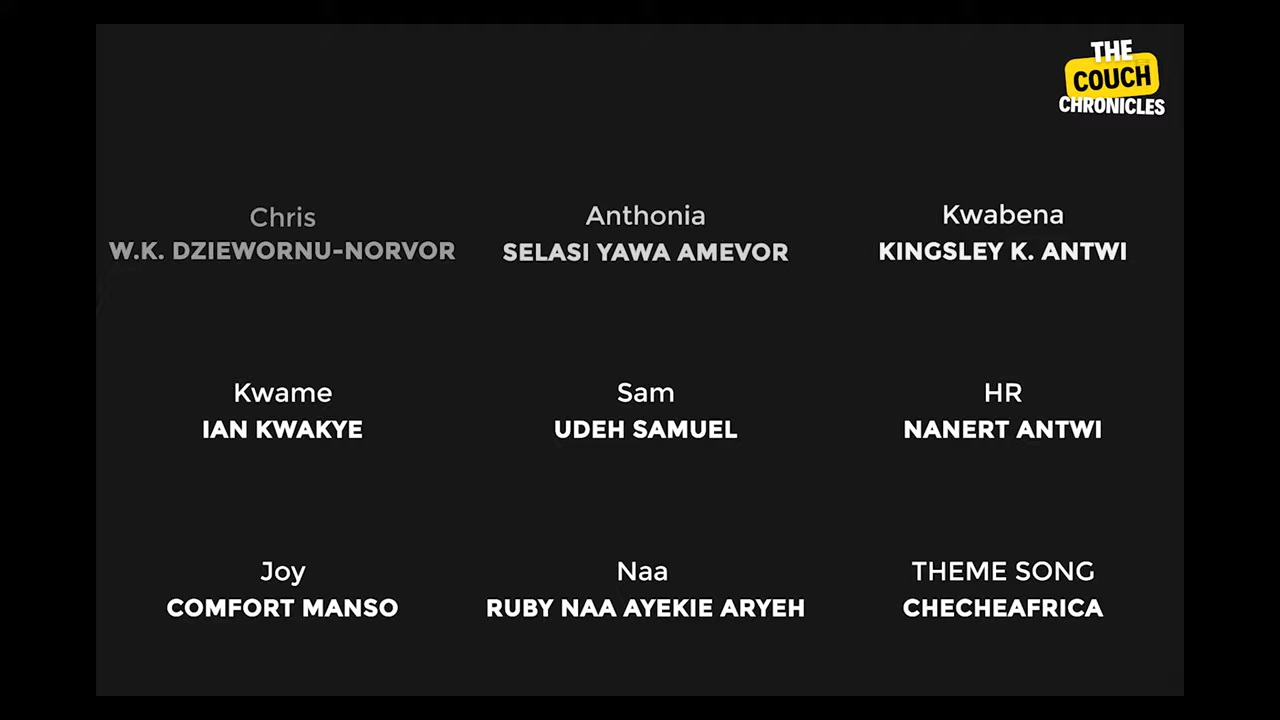 THE
COUCH
CHRONICLES
Chris
W.K. DZIEWORNU-NORVOR
Anthonia
SELASI YAWA AMEVOR
Kwabena
KINGSLEY K. ANTWI
Kwame
IAN KWAKYE
Sam
UDEH SAMUEL
HR
NANERT ANTWI
Joy
COMFORT MANSO
Naa
RUBY NAA AYEKIE ARYEH
THEME SONG
CHECHEAFRICA